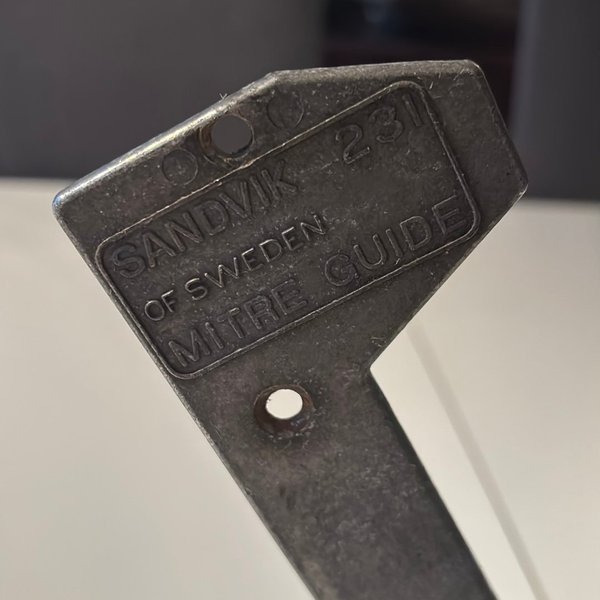 SANDVIK 231
OF SWEDEN
MITRE GUIDE